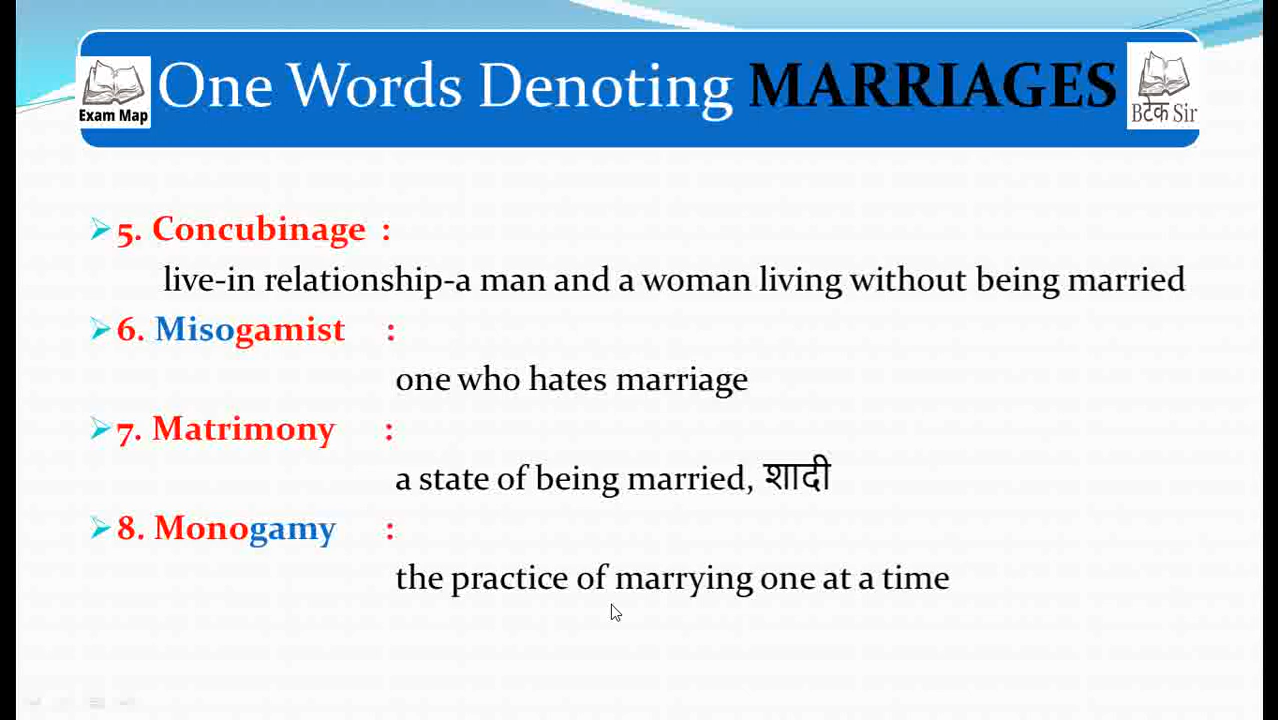 One Words Denoting MARRIAGES
Exam Map
Bटेक Sir
5. Concubinage :
live-in relationship-a man and a woman living without being married
6. Misogamist :
one who hates marriage
7. Matrimony :
a state of being married, शादी
8. Monogamy :
the practice of marrying one at a time